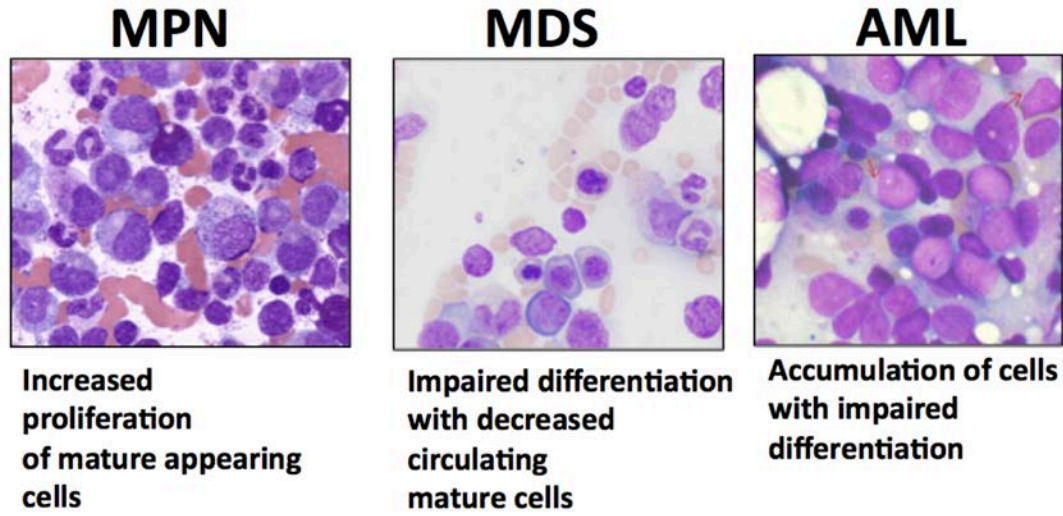 MPN
MDS
AML
Increased
proliferation
of mature appearing
cells
Impaired differentiation
with decreased
circulating
mature cells
Accumulation of cells
with impaired
differentiation